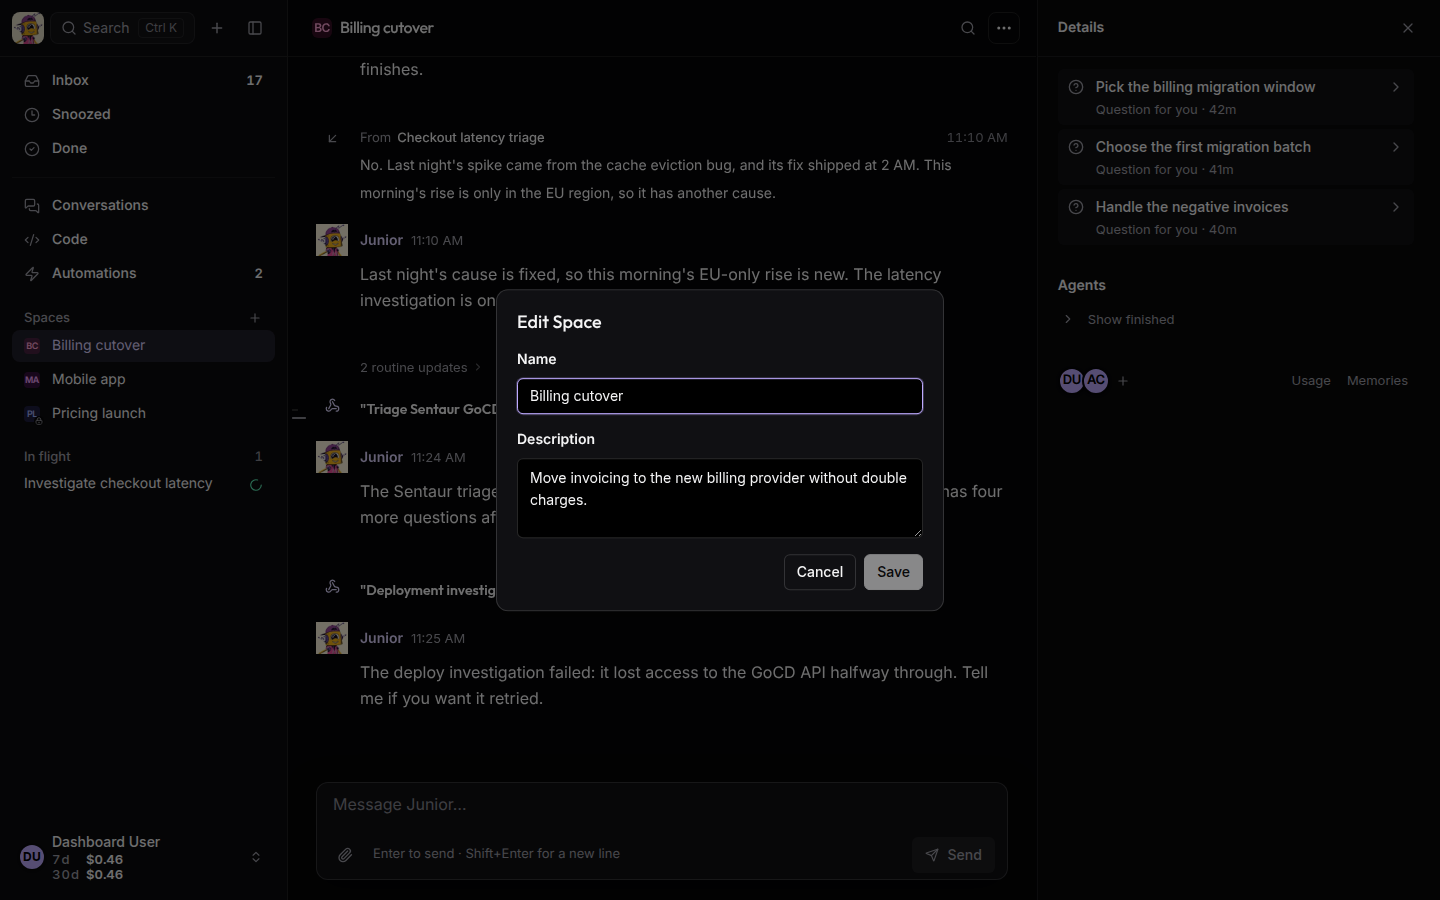 Search Ctrl K
Inbox 17
Snoozed
Done
Conversations
Code
Automations 2
Spaces
BC Billing cutover
MA Mobile app
PL Pricing launch
In flight 1
Investigate checkout latency
DU Dashboard User
7d $0.46
30d $0.46
BC Billing cutover
finishes.
From Checkout latency triage 11:10 AM
No. Last night's spike came from the cache eviction bug, and its fix shipped at 2 AM. This
morning's rise is only in the EU region, so it has another cause.
Junior 11:10 AM
Last night's cause is fixed, so this morning's EU-only rise is new. The latency
investigation is on
2 routine updates
"Triage Sentaur GoCD
Junior 11:24 AM
The Sentaur triage has four
more questions af
"Deployment investig
Junior 11:25 AM
The deploy investigation failed: it lost access to the GoCD API halfway through. Tell
me if you want it retried.
Message Junior...
Enter to send · Shift+Enter for a new line
Send
Edit Space
Name
Billing cutover
Description
Move invoicing to the new billing provider without double
charges.
Cancel Save
Details
Pick the billing migration window
Question for you · 42m
Choose the first migration batch
Question for you · 41m
Handle the negative invoices
Question for you · 40m
Agents
Show finished
DU AC Usage Memories